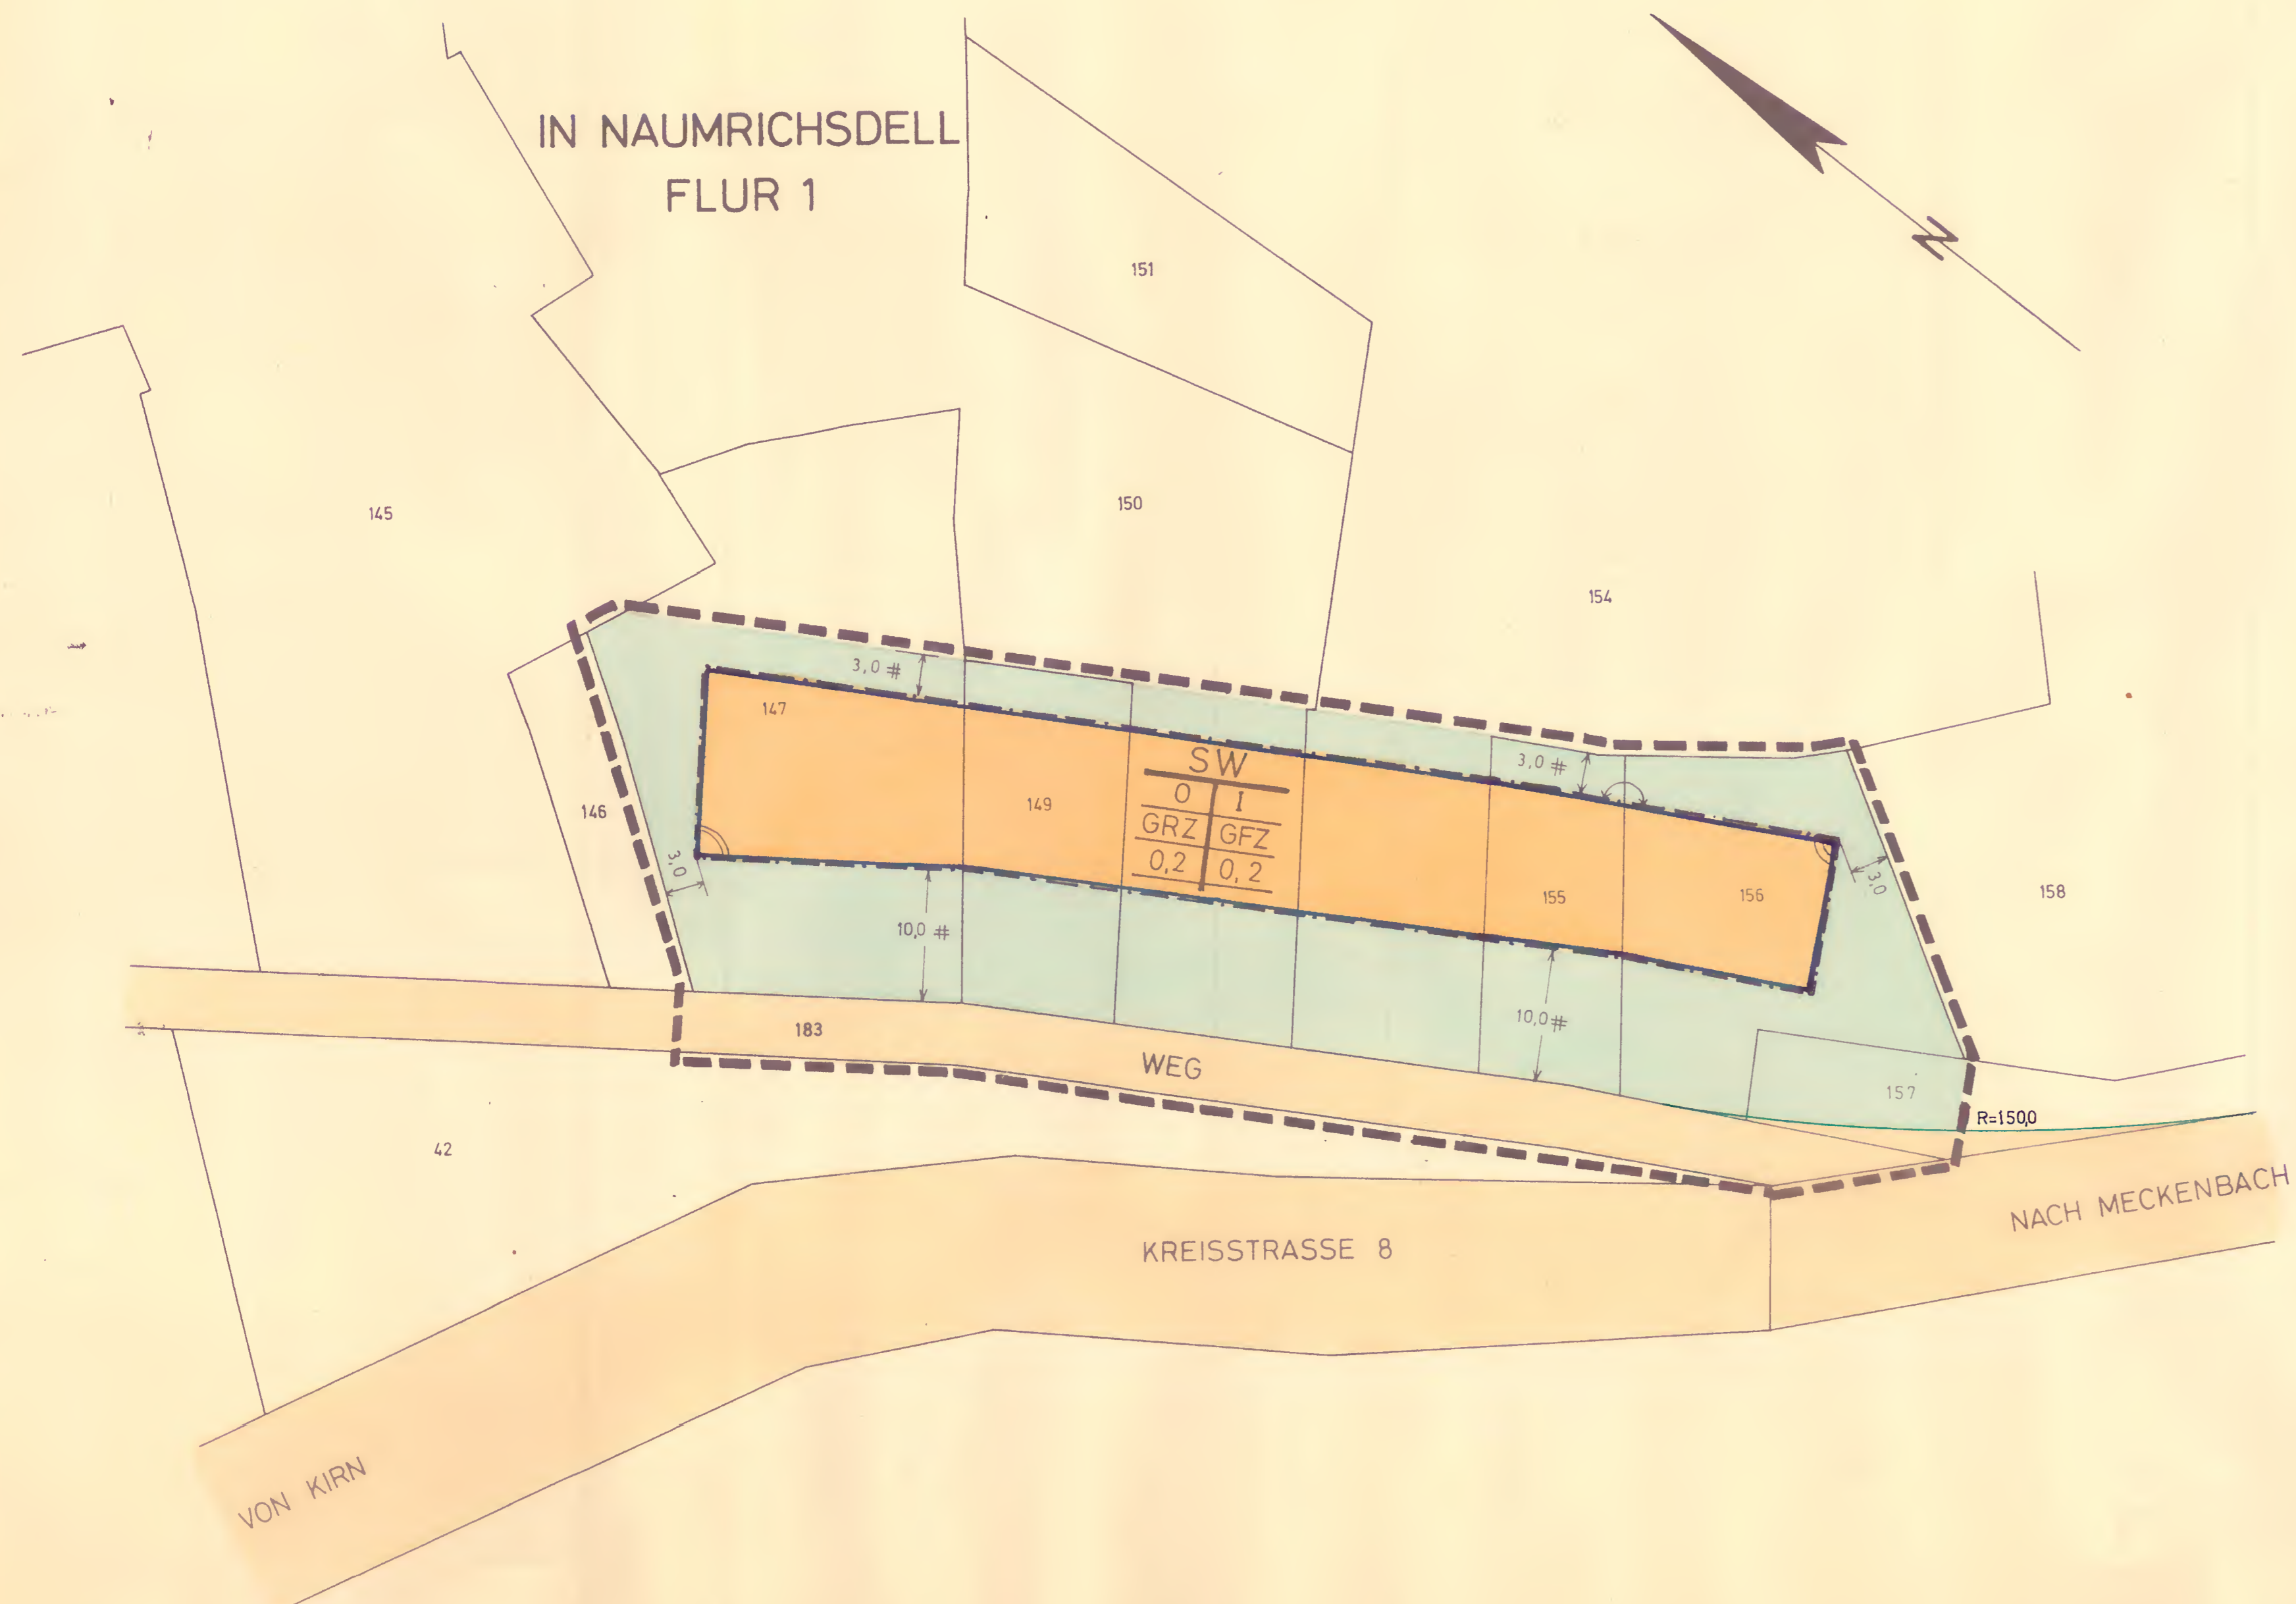 IN NAUMRICHSDELL
FLUR 1
N
151
145
150
154
3,0 #
147
3,0 #
SW
O I
GRZ GFZ
0,2 0,2
146
149
155
156
158
3,0
3,0
10,0 #
10,0 #
183
WEG
157
R=150,0
42
KREISSTRASSE 8
NACH MECKENBACH
VON KIRN